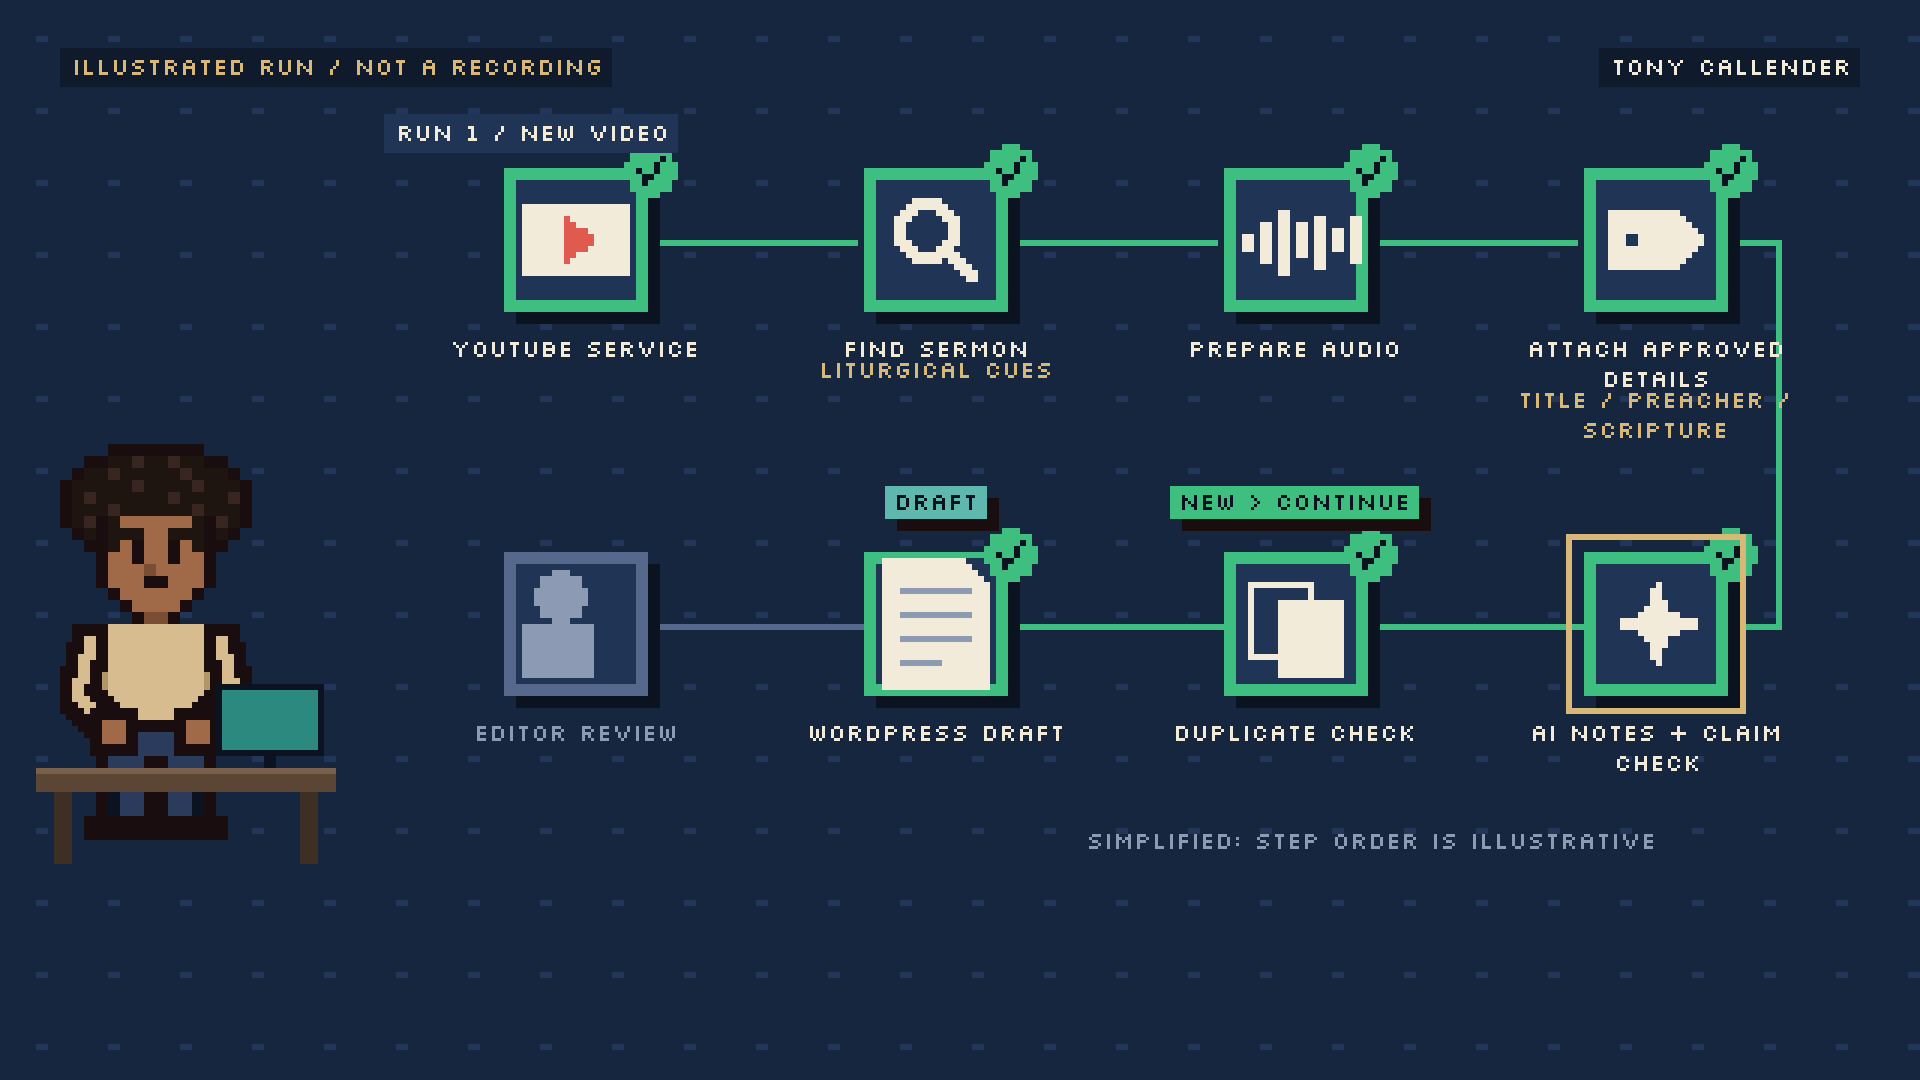 ILLUSTRATED RUN / NOT A RECORDING
TONY CALLENDER
RUN 1 / NEW VIDEO
YOUTUBE SERVICE
FIND SERMON
LITURGICAL CUES
PREPARE AUDIO
ATTACH APPROVED
DETAILS
TITLE / PREACHER /
SCRIPTURE
DRAFT
NEW > CONTINUE
EDITOR REVIEW
WORDPRESS DRAFT
DUPLICATE CHECK
AI NOTES + CLAIM
CHECK
SIMPLIFIED: STEP ORDER IS ILLUSTRATIVE